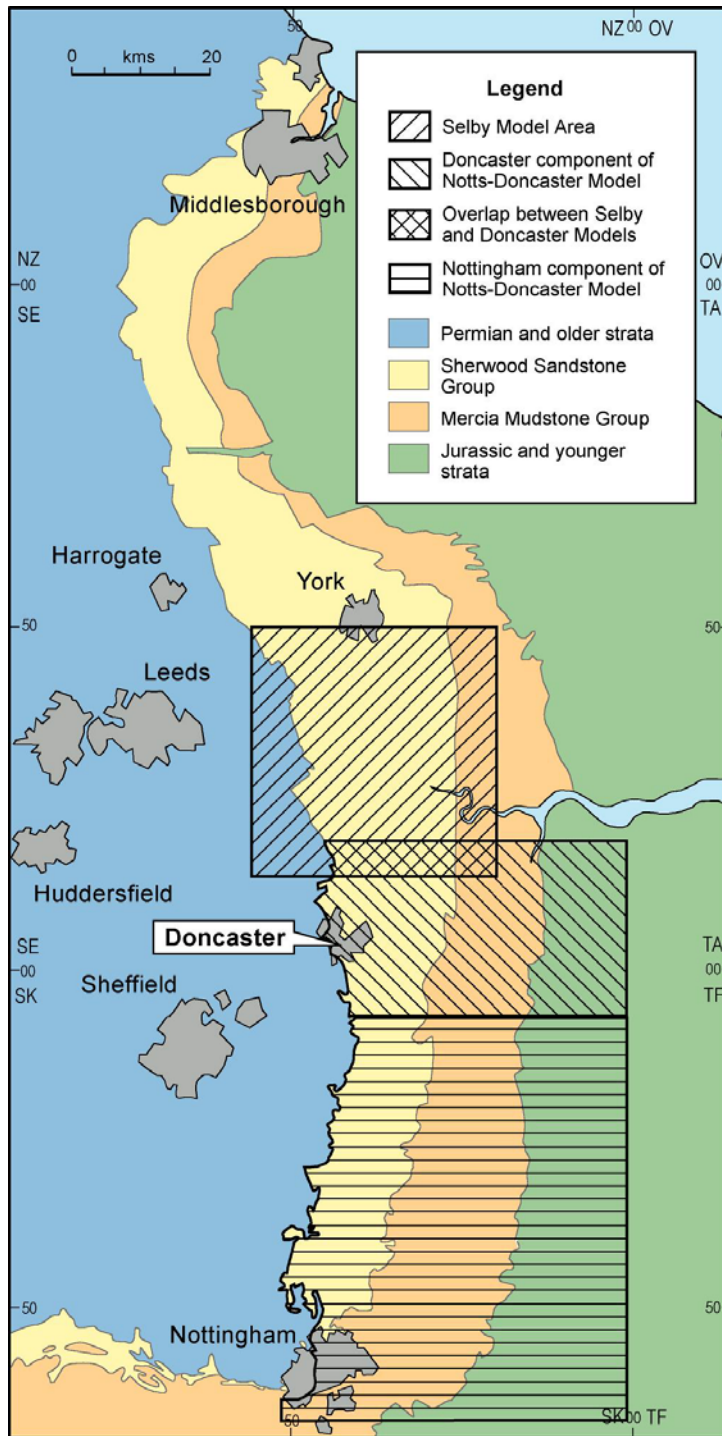 50
NZ 00 OV
0 kms 20
Legend
Selby Model Area
Doncaster component of
Notts-Doncaster Model
Overlap between Selby
and Doncaster Models
Nottingham component of
Notts-Doncaster Model
Permian and older strata
Sherwood Sandstone
Group
Mercia Mudstone Group
Jurassic and younger
strata
Middlesborough
NZ
00
SE
OV
00
TA
Harrogate
York
50
50
Leeds
Huddersfield
Doncaster
SE
00
SK
TA
00
TF
Sheffield
50
50
Nottingham
50
SK 00 TF